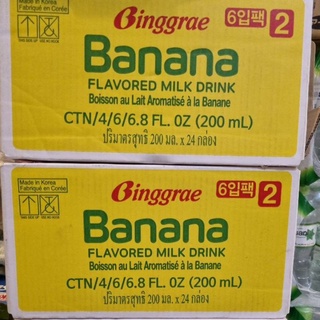 Binggrae 6입팩 2
Banana
FLAVORED MILK DRINK
Boisson au Lait Aromatisé à la Banane
CTN/4/6/6.8 FL. OZ (200 mL)
ปริมาตรสุทธิ 200 มล. x 24 กล่อง
Made in Korea
Fabriqué en Corée
Binggrae 6입팩 2
Banana
FLAVORED MILK DRINK
Boisson au Lait Aromatisé à la Banane
CTN/4/6/6.8 FL. OZ (200 mL)
ปริมาตรสุทธิ 200 มล. x 24 กล่อง
Made in Korea
Fabriqué en Corée